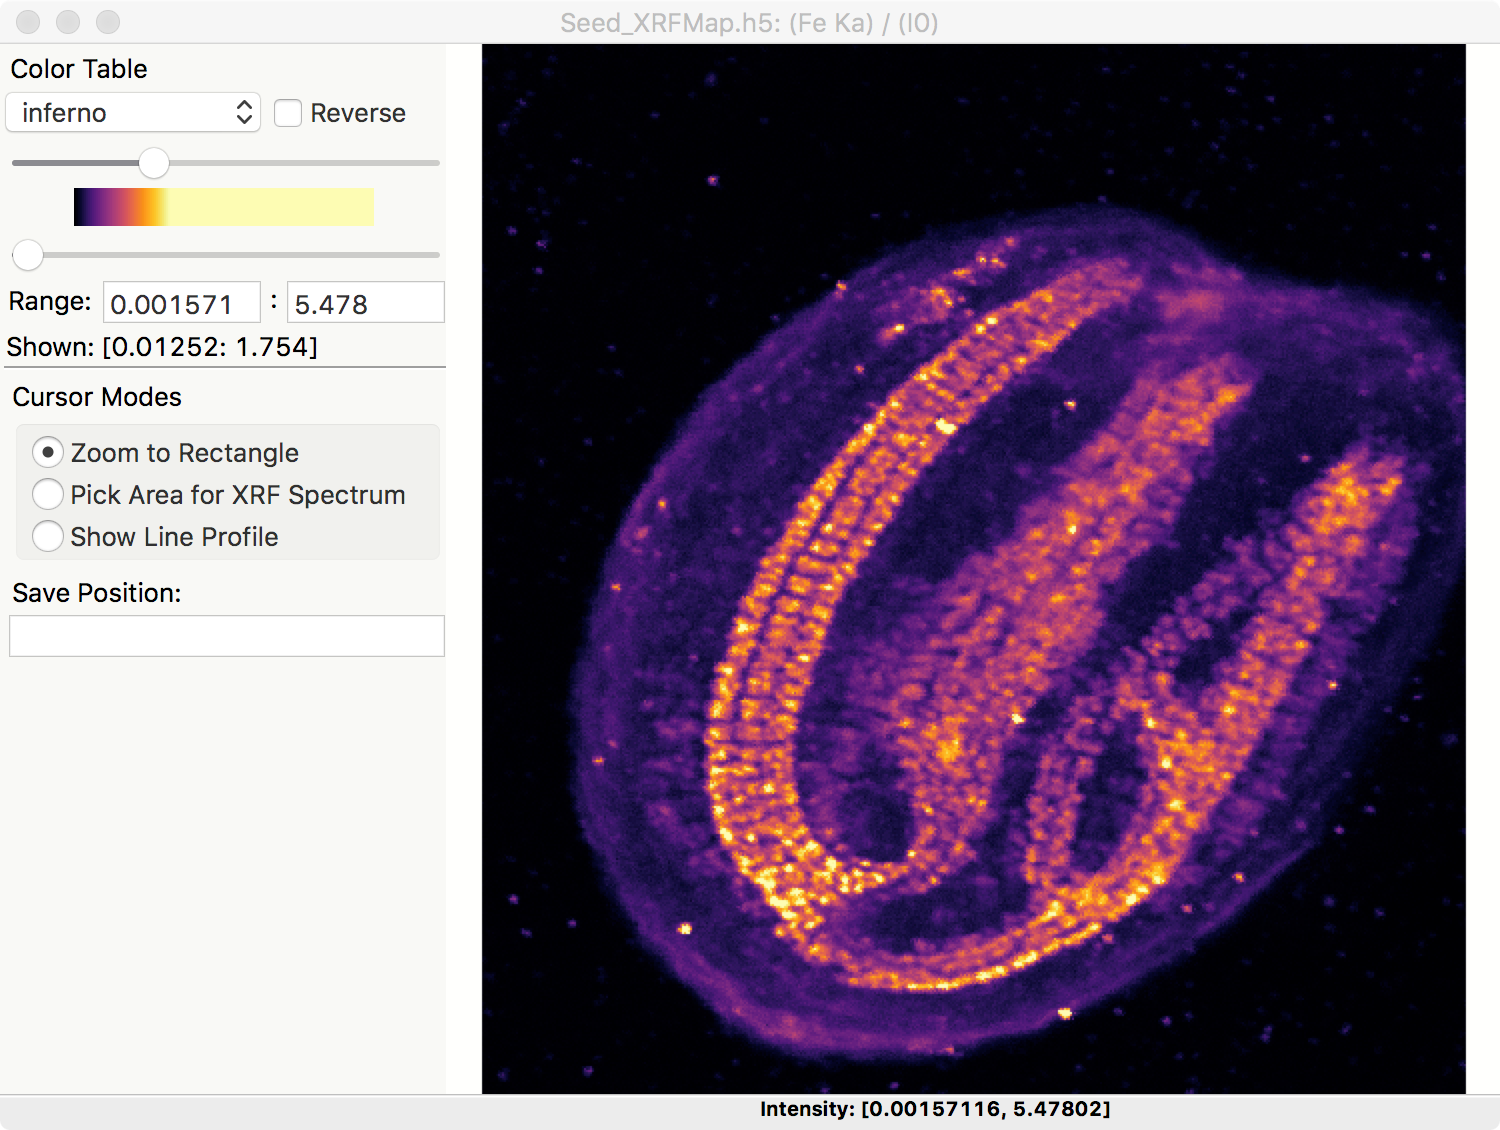 Seed_XRFMap.h5: (Fe Ka) / (I0)
Color Table
inferno Reverse
Range: 0.001571 : 5.478
Shown: [0.01252: 1.754]
Cursor Modes
Zoom to Rectangle
Pick Area for XRF Spectrum
Show Line Profile
Save Position:
Intensity: [0.00157116, 5.47802]